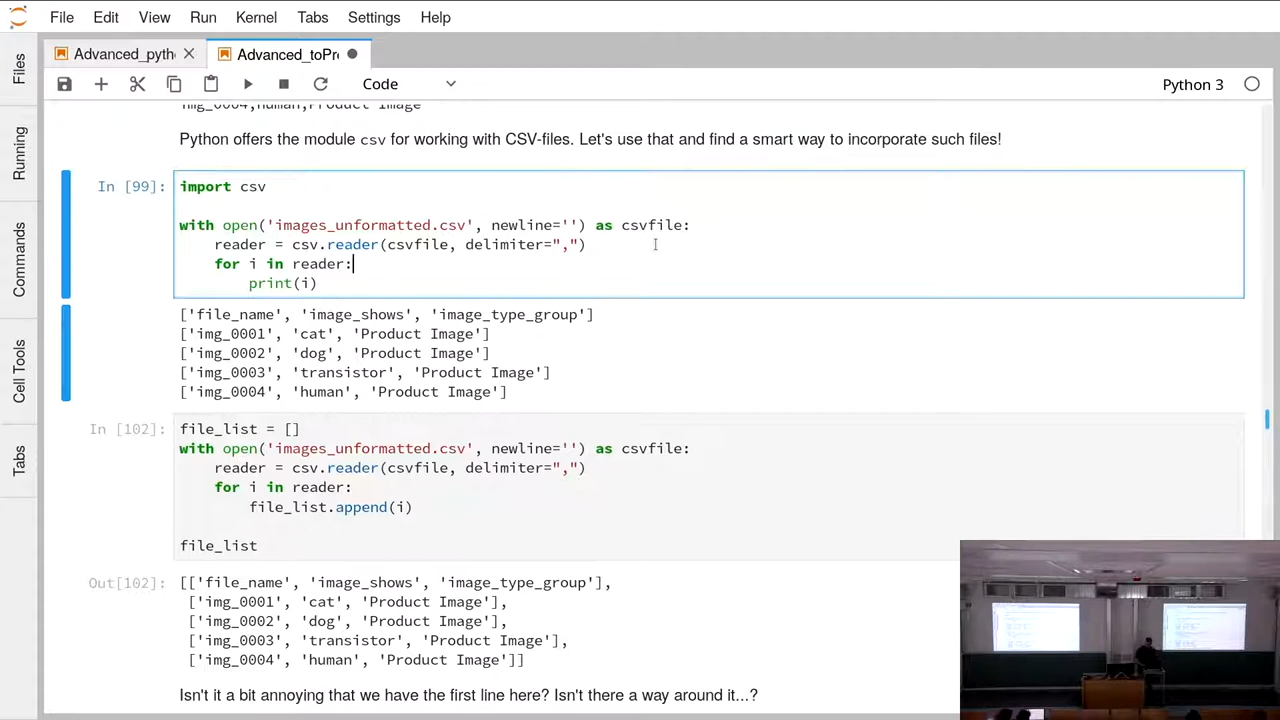 File Edit View Run Kernel Tabs Settings Help
Files
Running
Commands
Cell Tools
Tabs
Advanced_pyth
Advanced_toPr
Code
Python 3
img_0004,human,Product Image
Python offers the module csv for working with CSV-files. Let's use that and find a smart way to incorporate such files!
In [99]:
import csv
with open('images_unformatted.csv', newline='') as csvfile:
    reader = csv.reader(csvfile, delimiter=",")
    for i in reader:
        print(i)
['file_name', 'image_shows', 'image_type_group']
['img_0001', 'cat', 'Product Image']
['img_0002', 'dog', 'Product Image']
['img_0003', 'transistor', 'Product Image']
['img_0004', 'human', 'Product Image']
In [102]:
file_list = []
with open('images_unformatted.csv', newline='') as csvfile:
    reader = csv.reader(csvfile, delimiter=",")
    for i in reader:
        file_list.append(i)
file_list
Out[102]:
[['file_name', 'image_shows', 'image_type_group'],
 ['img_0001', 'cat', 'Product Image'],
 ['img_0002', 'dog', 'Product Image'],
 ['img_0003', 'transistor', 'Product Image'],
 ['img_0004', 'human', 'Product Image']]
Isn't it a bit annoying that we have the first line here? Isn't there a way around it...?